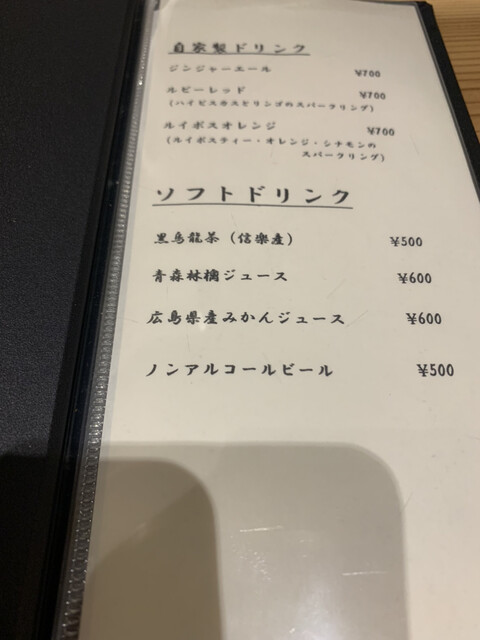 自家製ドリンク
ジンジャーエール ¥700
ルビーレッド ¥700
(ハイビスカスとリンゴのスパークリング)
ルイボスオレンジ ¥700
(ルイボスティー・オレンジ・シナモンの
スパークリング)
ソフトドリンク
黒烏龍茶(信楽産) ¥500
青森林檎ジュース ¥600
広島県産みかんジュース ¥600
ノンアルコールビール ¥500